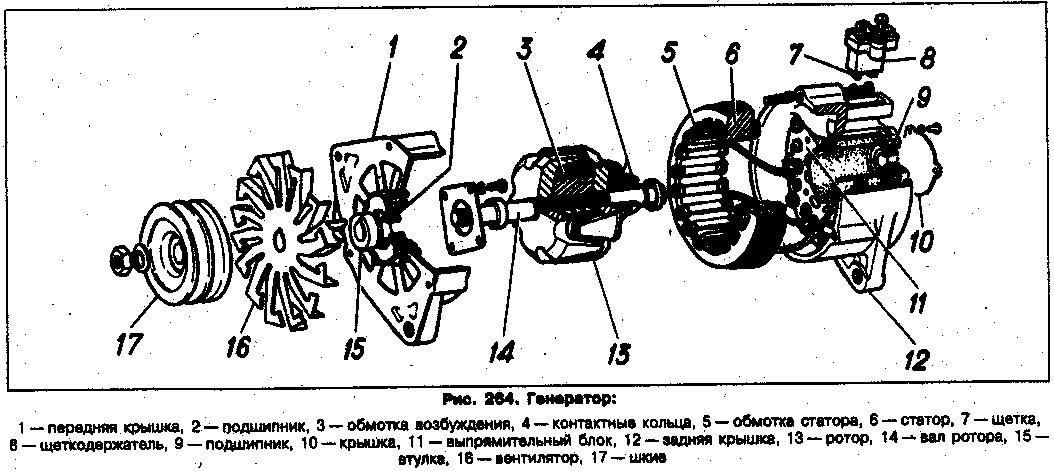 1 2 3 4 5 6 7 8
9
10
11
17 16 15 14 13 12
Рис. 264. Генератор:
1 — передняя крышка, 2 — подшипник, 3 — обмотка возбуждения, 4 — контактные кольца, 5 — обмотка статора, 6 — статор, 7 — щетка,
8 — щеткодержатель, 9 — подшипник, 10 — крышка, 11 — выпрямительный блок, 12 — задняя крышка, 13 — ротор, 14 — вал ротора, 15 —
втулка, 16 — вентилятор, 17 — шкив